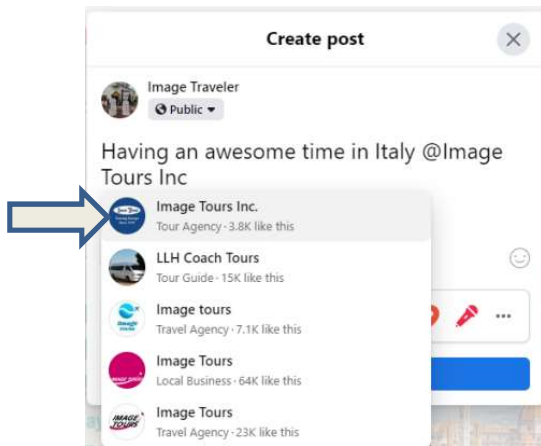 Create post
Image Traveler
Public
Having an awesome time in Italy @Image
Tours Inc
Image Tours Inc.
Tour Agency · 3.8K like this
LLH Coach Tours
Tour Guide · 15K like this
Image tours
Travel Agency · 7.1K like this
Image Tours
Local Business · 64K like this
Image Tours
Travel Agency · 23K like this
IMAGE
TOURS